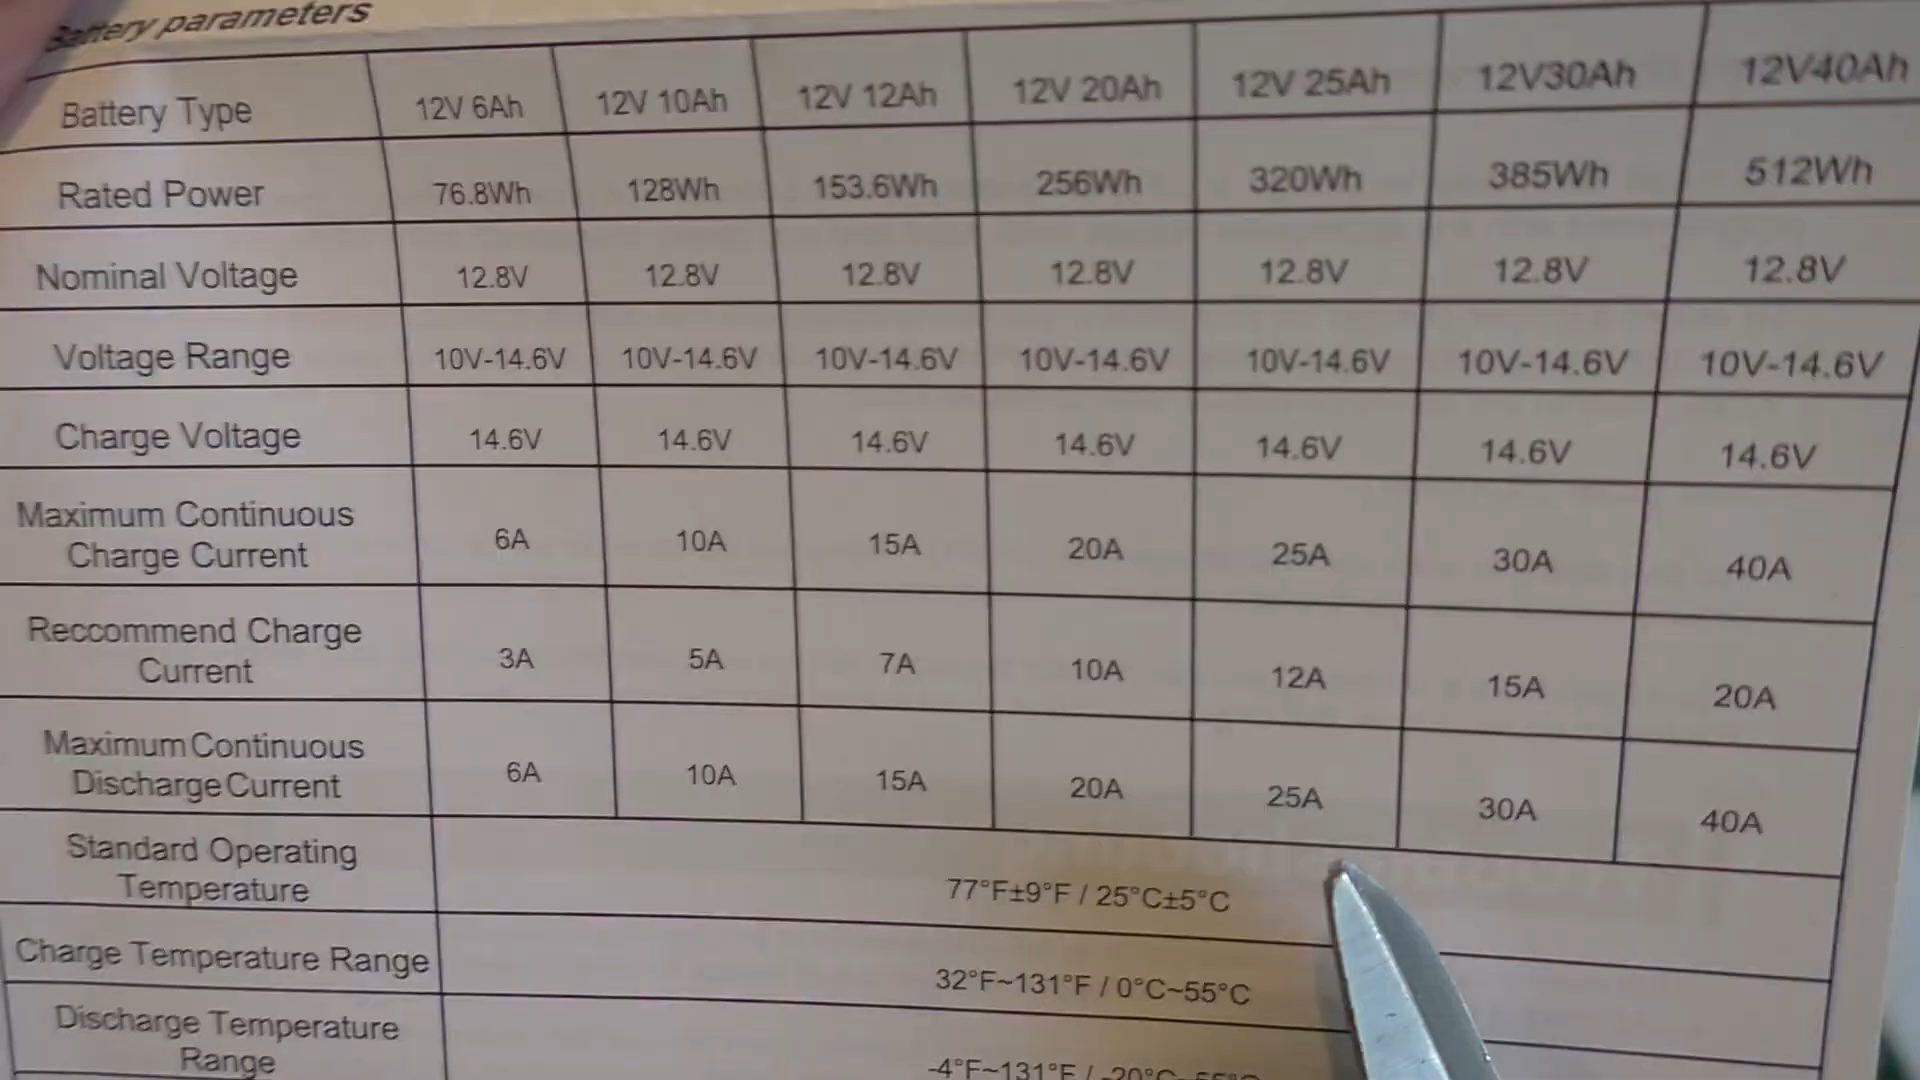 Battery parameters
Battery Type 12V 6Ah 12V 10Ah 12V 12Ah 12V 20Ah 12V 25Ah 12V30Ah 12V40Ah
Rated Power 76.8Wh 128Wh 153.6Wh 256Wh 320Wh 385Wh 512Wh
Nominal Voltage 12.8V 12.8V 12.8V 12.8V 12.8V 12.8V 12.8V
Voltage Range 10V-14.6V 10V-14.6V 10V-14.6V 10V-14.6V 10V-14.6V 10V-14.6V 10V-14.6V
Charge Voltage 14.6V 14.6V 14.6V 14.6V 14.6V 14.6V 14.6V
Maximum Continuous
Charge Current 6A 10A 15A 20A 25A 30A 40A
Reccommend Charge
Current 3A 5A 7A 10A 12A 15A 20A
Maximum Continuous
Discharge Current 6A 10A 15A 20A 25A 30A 40A
Standard Operating
Temperature 77°F±9°F / 25°C±5°C
Charge Temperature Range 32°F~131°F / 0°C~55°C
Discharge Temperature
Range -4°F~131°F / -20°C~55°C